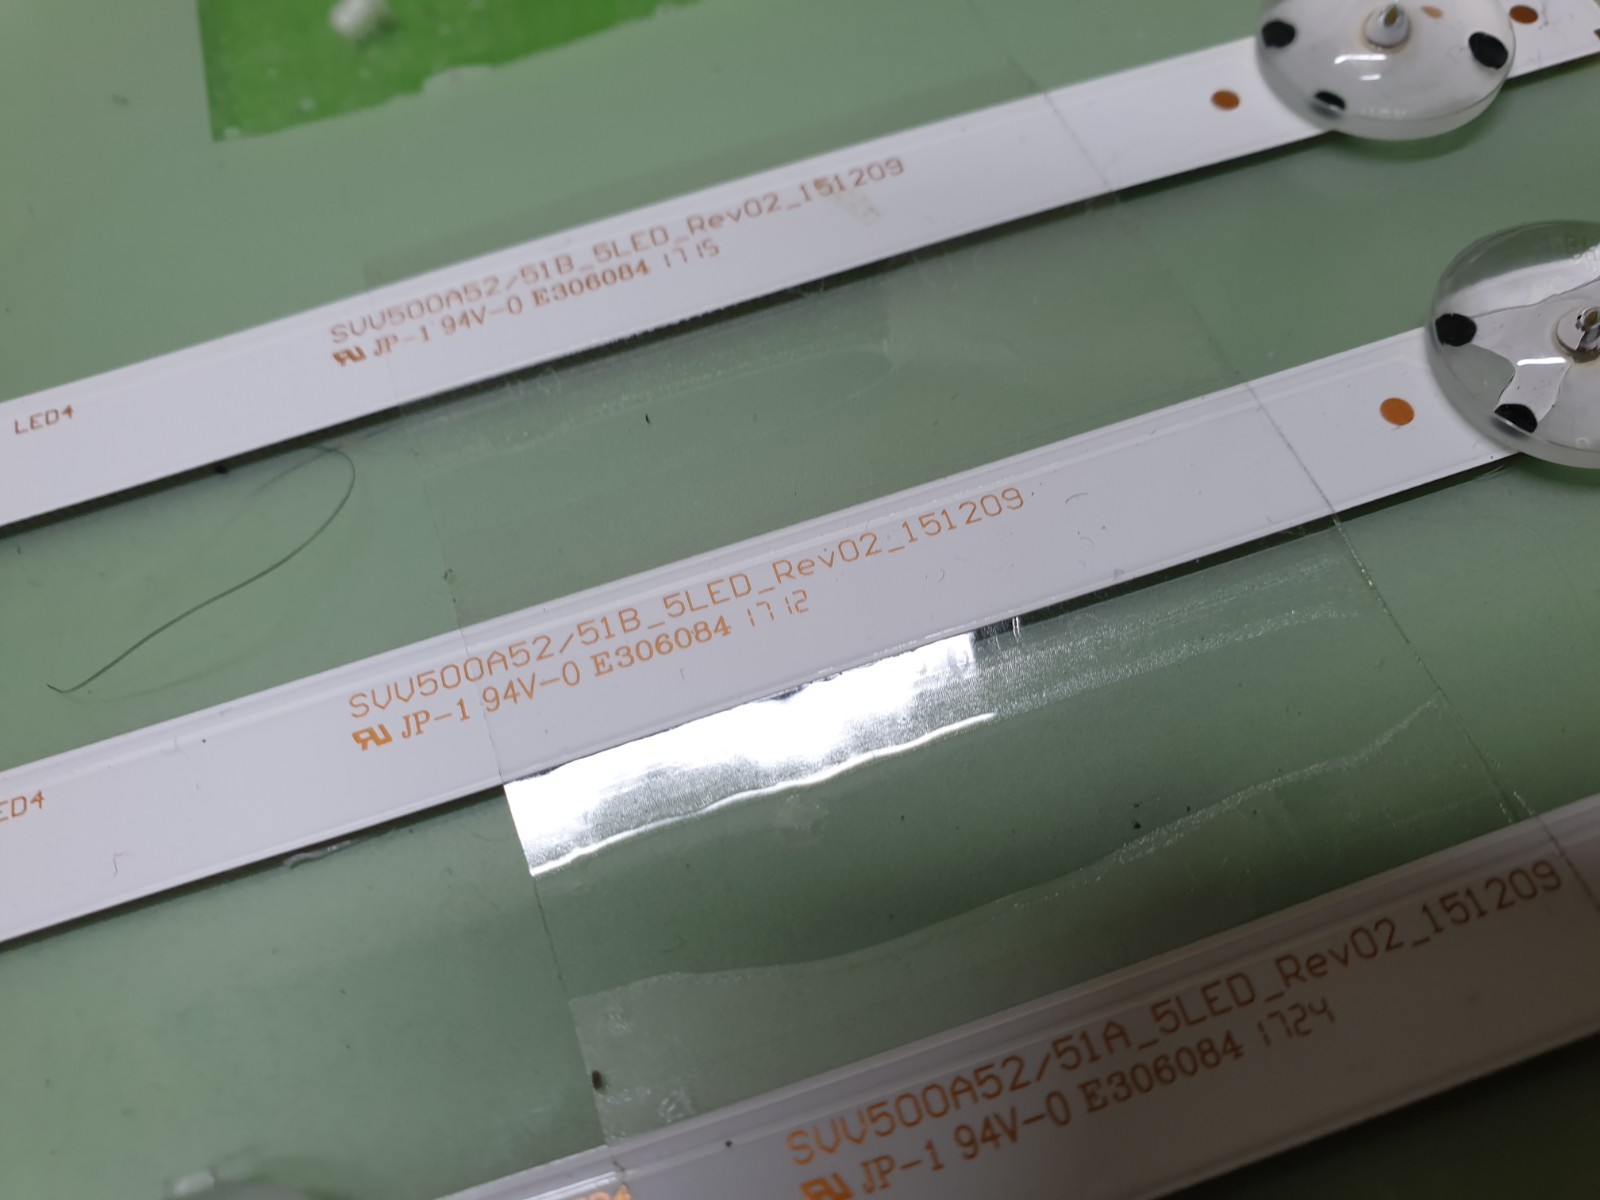 SVV500A52/51B_5LED_Rev02_151209
JP-1 94V-0 E306084 1715
LED4
SVV500A52/51B_5LED_Rev02_151209
JP-1 94V-0 E306084 1712
ED4
SVV500A52/51A_5LED_Rev02_151209
JP-1 94V-0 E306084 1724